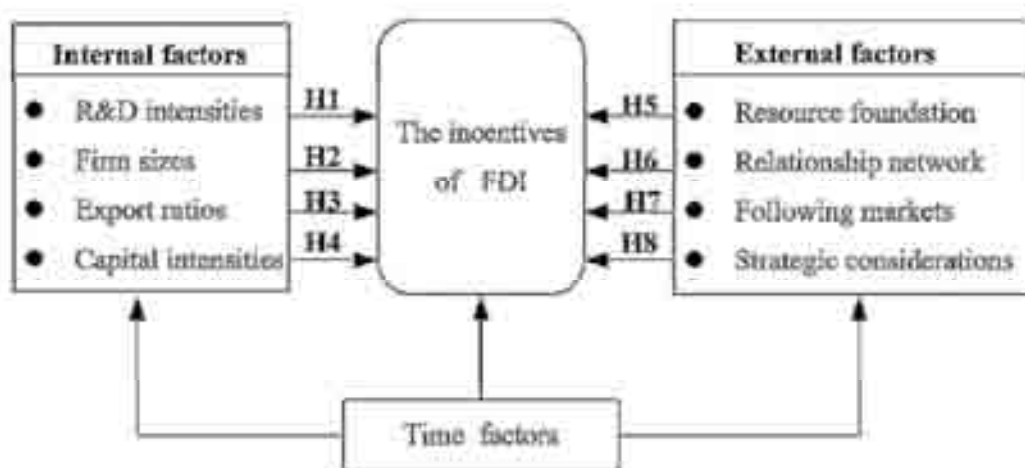 Internal factors
R&D intensities
Firm sizes
Export ratios
Capital intensities
H1
H2
H3
H4
The incentives
of FDI
H5
H6
H7
H8
External factors
Resource foundation
Relationship network
Following markets
Strategic considerations
Time factors